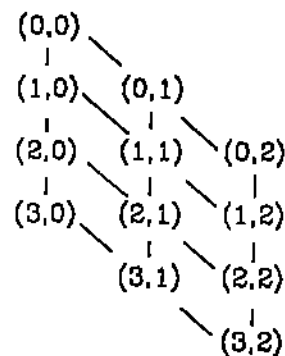 (0,0)
(1,0) (0,1)
(2,0) (1,1) (0,2)
(3,0) (2,1) (1,2)
(3,1) (2,2)
(3,2)